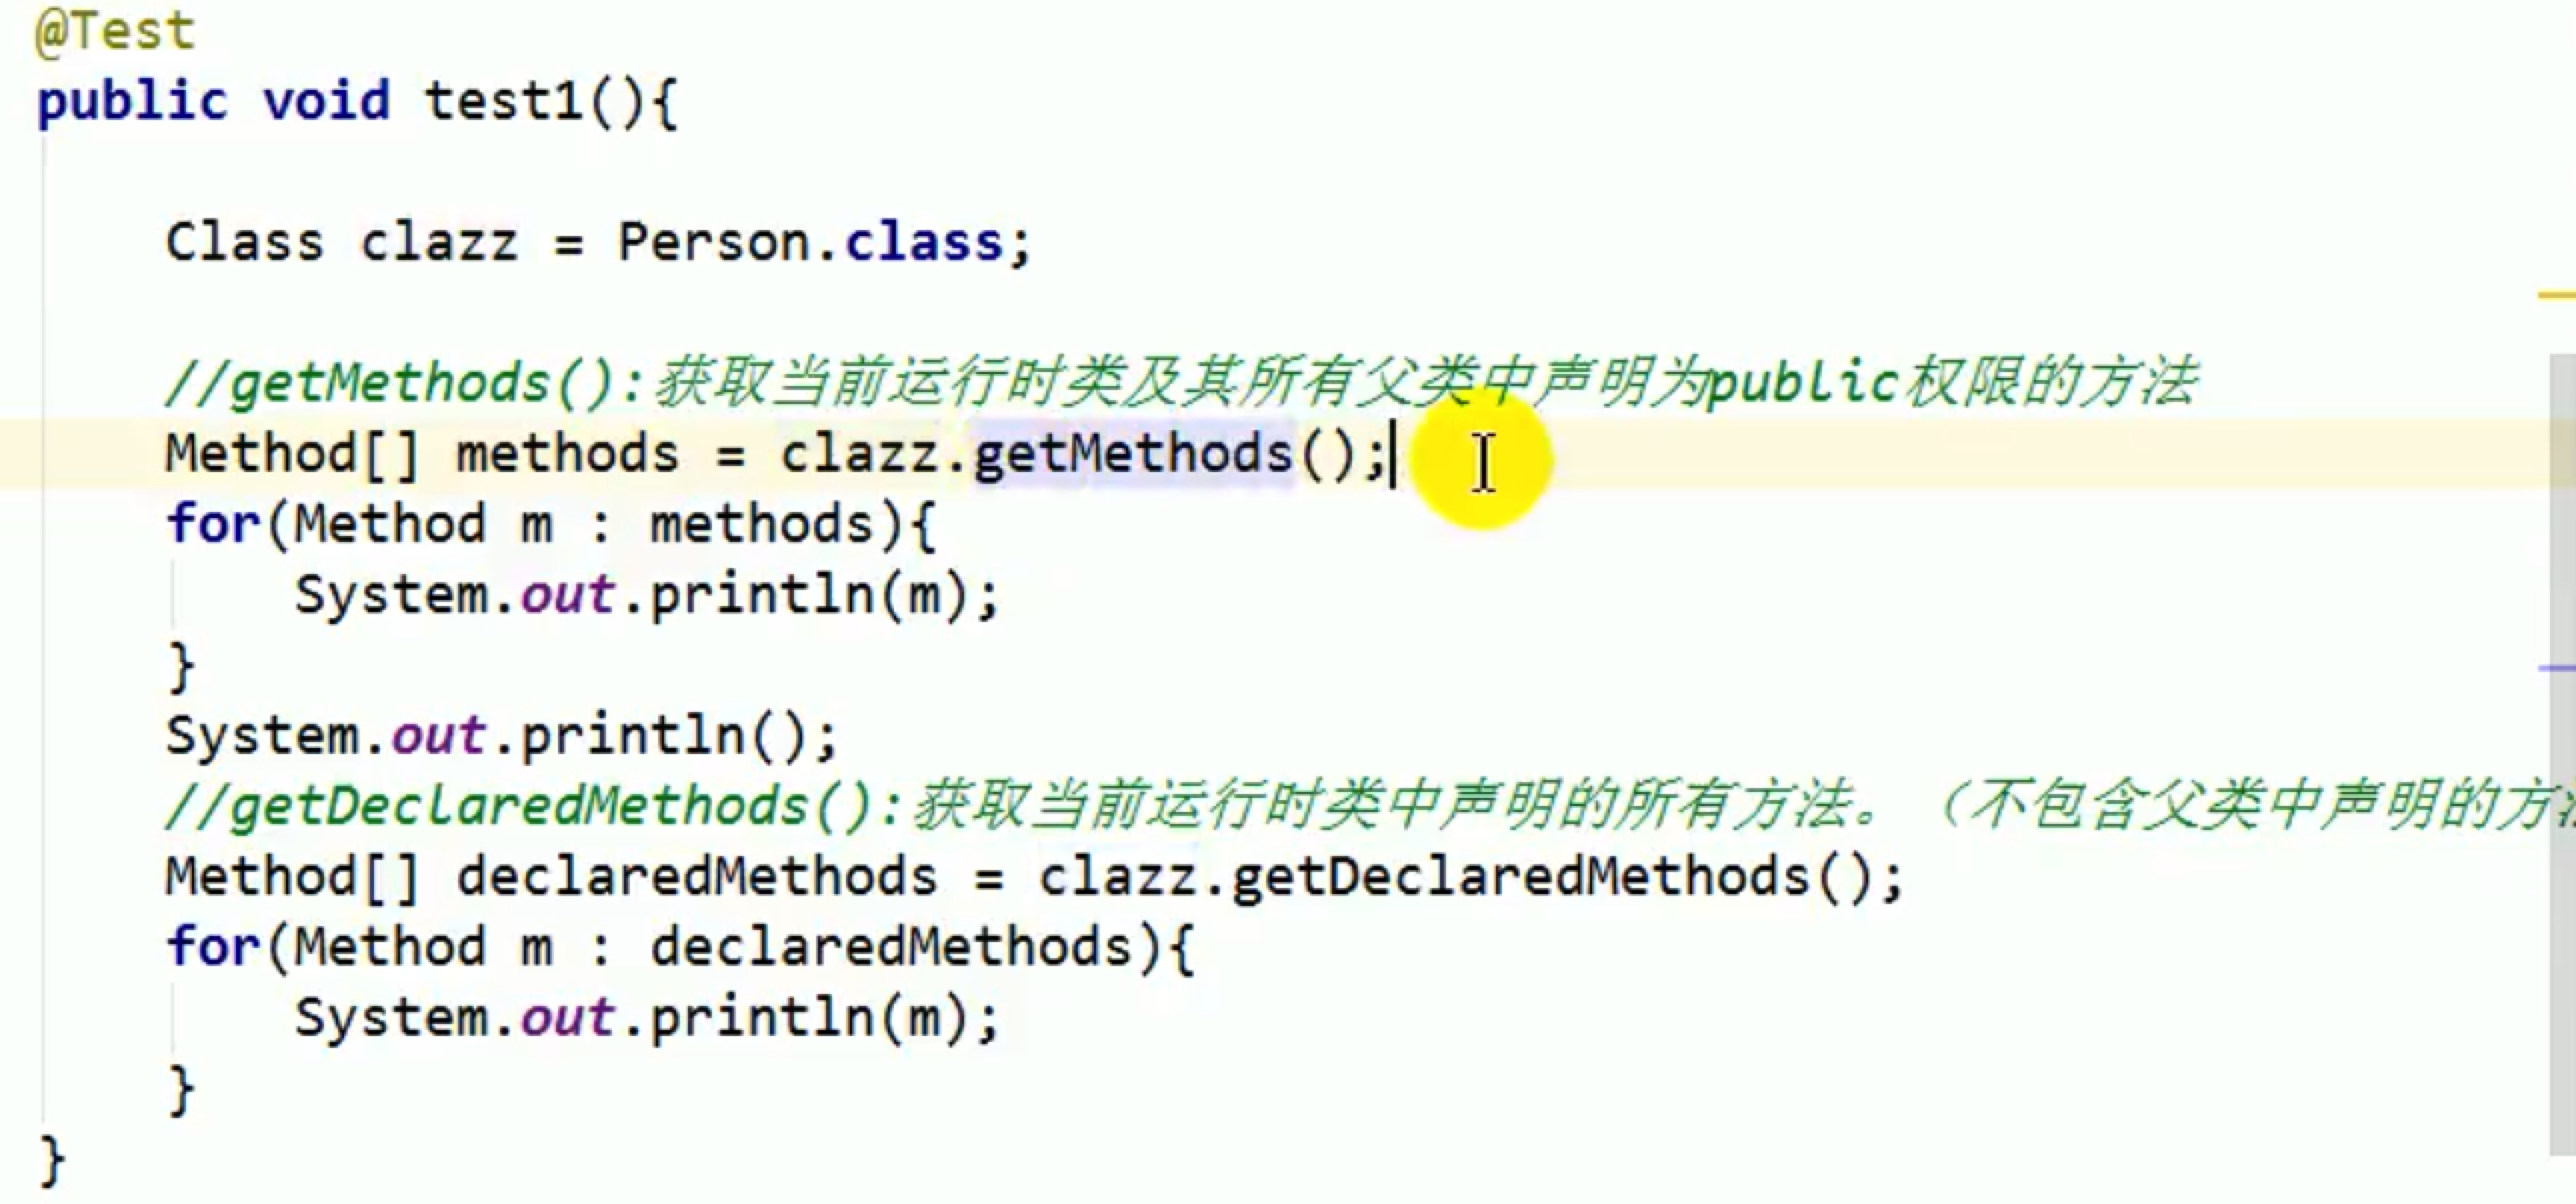 @Test
public void test1(){
Class clazz = Person.class;
//getMethods():获取当前运行时类及其所有父类中声明为public权限的方法
Method[] methods = clazz.getMethods();
for(Method m : methods){
System.out.println(m);
}
System.out.println();
//getDeclaredMethods():获取当前运行时类中声明的所有方法。（不包含父类中声明的方
Method[] declaredMethods = clazz.getDeclaredMethods();
for(Method m : declaredMethods){
System.out.println(m);
}
}